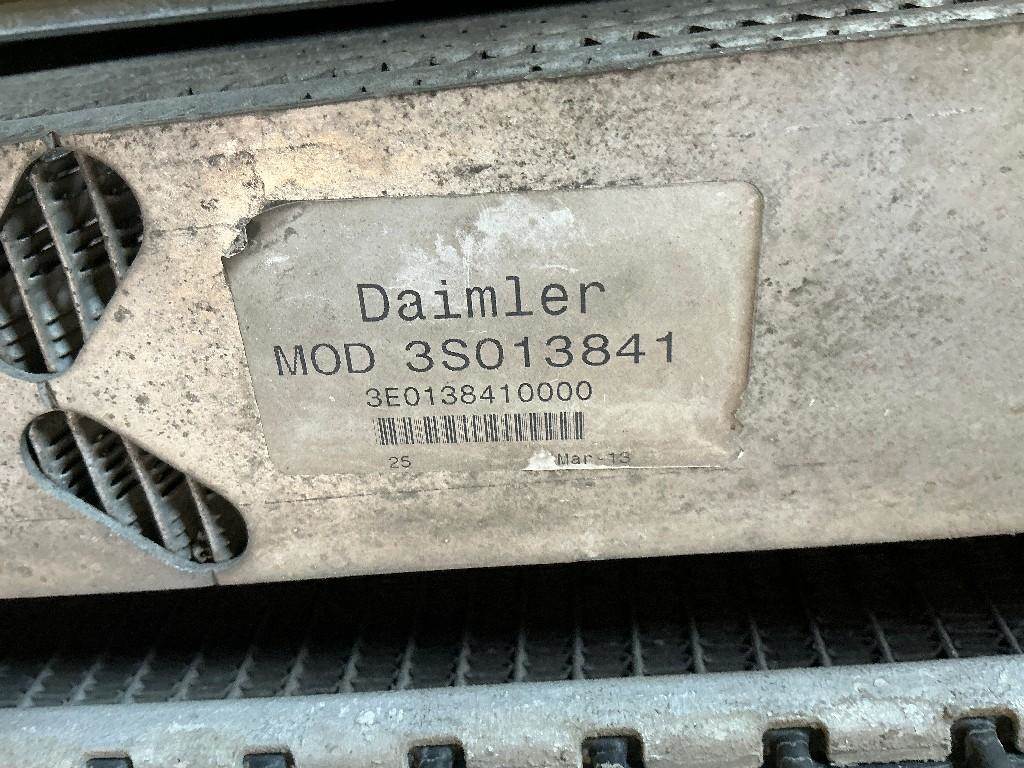 Daimler
MOD 3S013841
3E0138410000
25 Mar-13